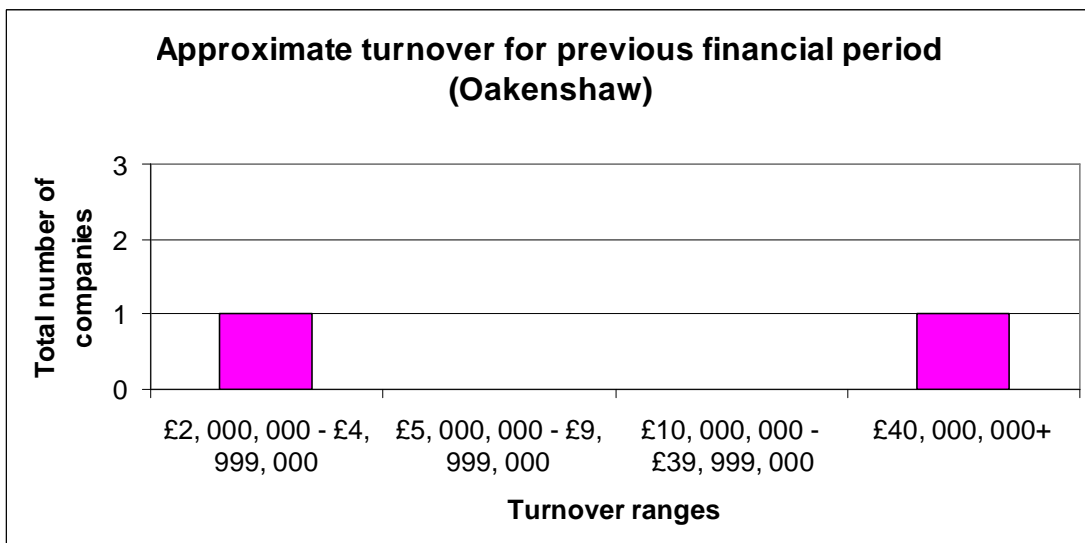 Approximate turnover for previous financial period
(Oakenshaw)
Total number of
companies
3
2
1
0
£2, 000, 000 - £4,
999, 000
£5, 000, 000 - £9,
999, 000
£10, 000, 000 -
£39, 999, 000
£40, 000, 000+
Turnover ranges